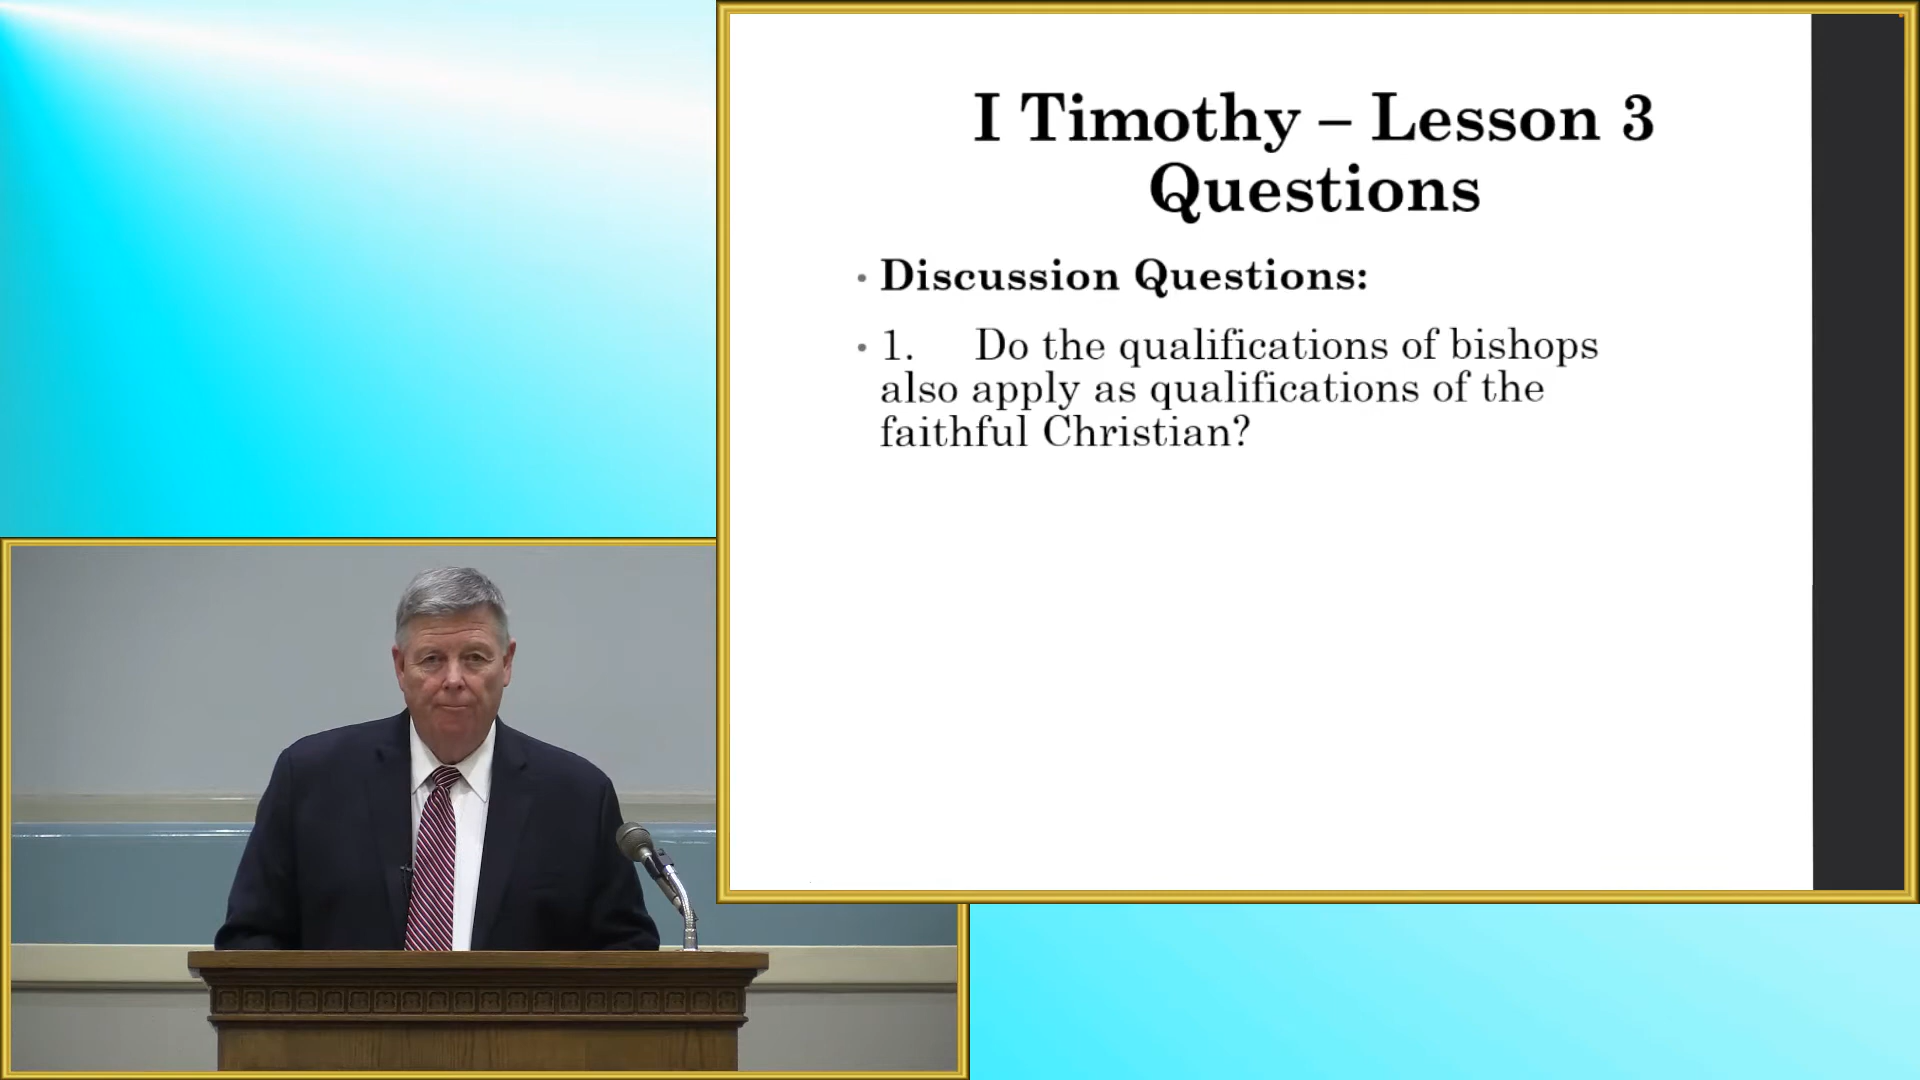 I Timothy – Lesson 3
Questions
• Discussion Questions:
• 1. Do the qualifications of bishops
also apply as qualifications of the
faithful Christian?